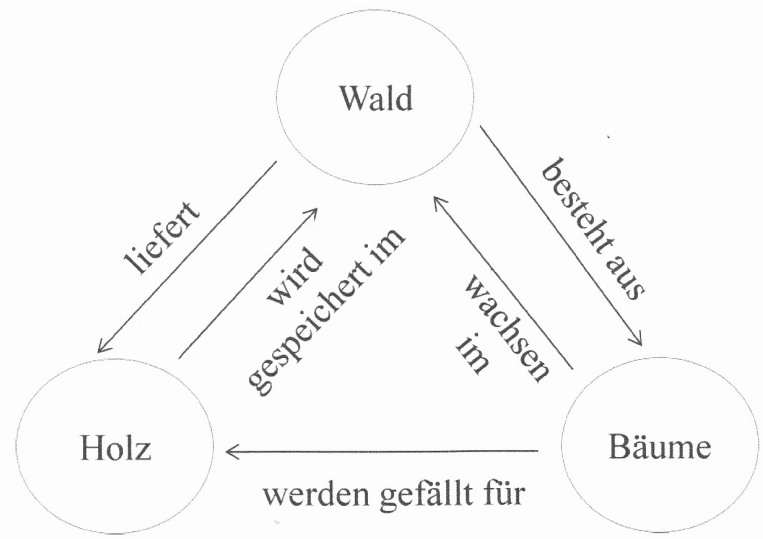 Wald
liefert
wird
gespeichert im
wachsen
im
besteht aus
Holz
Bäume
werden gefällt für